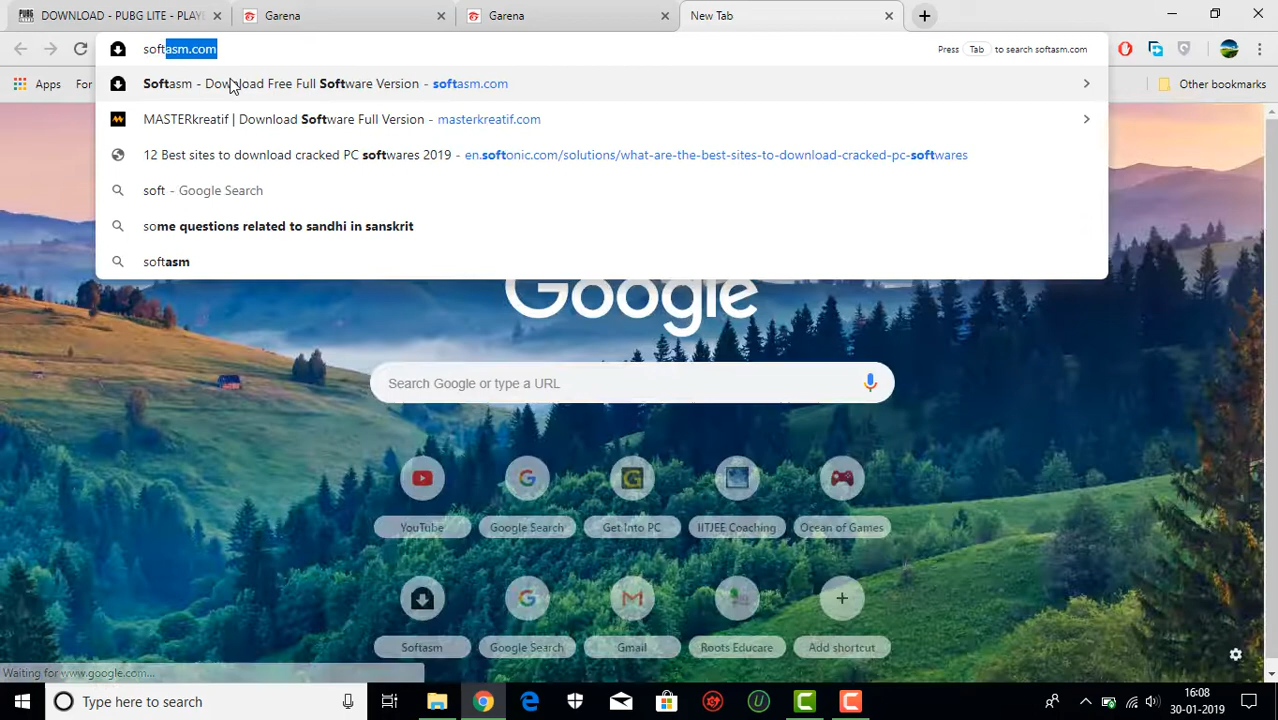 DOWNLOAD - PUBG LITE - PLAYE
Garena
Garena
New Tab
softasm.com
Press Tab to search softasm.com
Apps
For
Other bookmarks
Softasm - Download Free Full Software Version - softasm.com
MASTERkreatif | Download Software Full Version - masterkreatif.com
12 Best sites to download cracked PC softwares 2019 - en.softonic.com/solutions/what-are-the-best-sites-to-download-cracked-pc-softwares
soft - Google Search
some questions related to sandhi in sanskrit
softasm
Google
Search Google or type a URL
YouTube
Google Search
Get Into PC
IITJEE Coaching
Ocean of Games
Softasm
Google Search
Gmail
Roots Educare
Add shortcut
Waiting for www.google.com...
Type here to search
16:08
30-01-2019